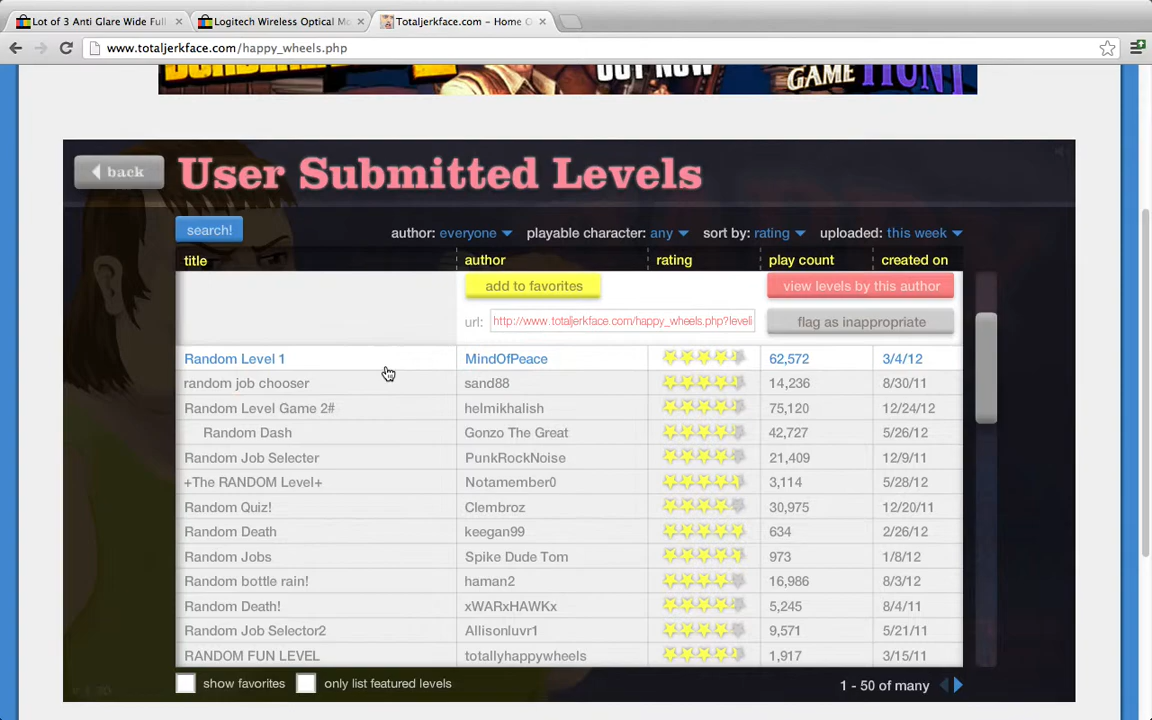 Lot of 3 Anti Glare Wide Full
Logitech Wireless Optical Mo
Totaljerkface.com – Home O
www.totaljerkface.com/happy_wheels.php
OUT NOW
GAME HUNT
back
User Submitted Levels
search!
author: everyone playable character: any sort by: rating uploaded: this week
title author rating play count created on
add to favorites view levels by this author
url: http://www.totaljerkface.com/happy_wheels.php?leveli flag as inappropriate
Random Level 1 MindOfPeace 62,572 3/4/12
random job chooser sand88 14,236 8/30/11
Random Level Game 2# helmikhalish 75,120 12/24/12
Random Dash Gonzo The Great 42,727 5/26/12
Random Job Selecter PunkRockNoise 21,409 12/9/11
+The RANDOM Level+ Notamember0 3,114 5/28/12
Random Quiz! Clembroz 30,975 12/20/11
Random Death keegan99 634 2/26/12
Random Jobs Spike Dude Tom 973 1/8/12
Random bottle rain! haman2 16,986 8/3/12
Random Death! xWARxHAWKx 5,245 8/4/11
Random Job Selector2 Allisonluvr1 9,571 5/21/11
RANDOM FUN LEVEL totallyhappywheels 1,917 3/15/11
show favorites only list featured levels 1 - 50 of many